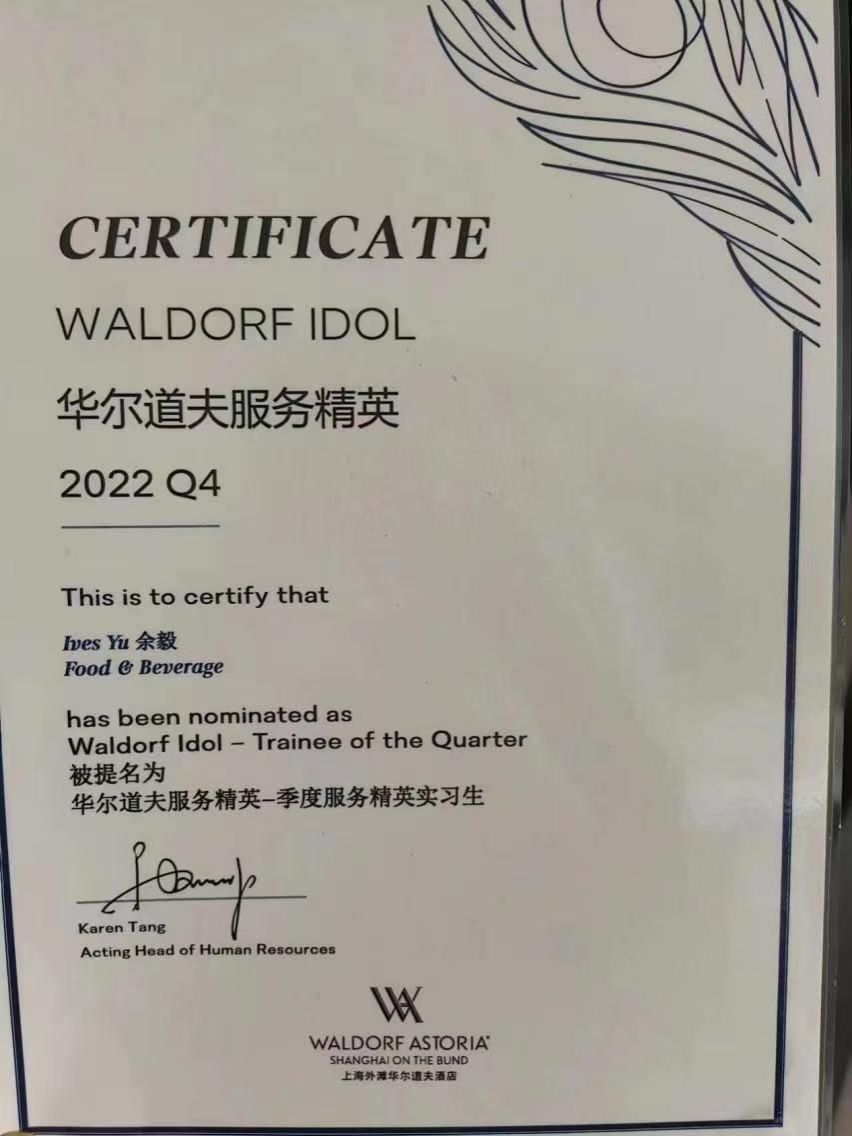 CERTIFICATE
WALDORF IDOL
华尔道夫服务精英
2022 Q4
This is to certify that
Ives Yu 余毅
Food & Beverage
has been nominated as
Waldorf Idol – Trainee of the Quarter
被提名为
华尔道夫服务精英–季度服务精英实习生
Karen Tang
Acting Head of Human Resources
WALDORF ASTORIA®
SHANGHAI ON THE BUND
上海外滩华尔道夫酒店